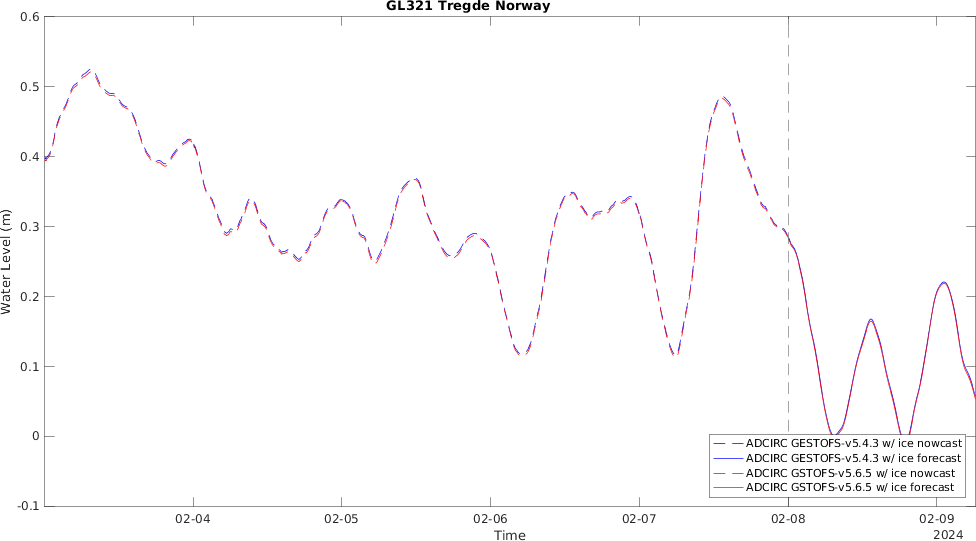 GL321 Tregde Norway
0.6
0.5
0.4
0.3
0.2
0.1
0
-0.1
Water Level (m)
ADCIRC GESTOFS-v5.4.3 w/ ice nowcast
ADCIRC GESTOFS-v5.4.3 w/ ice forecast
ADCIRC GSTOFS-v5.6.5 w/ ice nowcast
ADCIRC GSTOFS-v5.6.5 w/ ice forecast
02-04 02-05 02-06 02-07 02-08 02-09
Time 2024